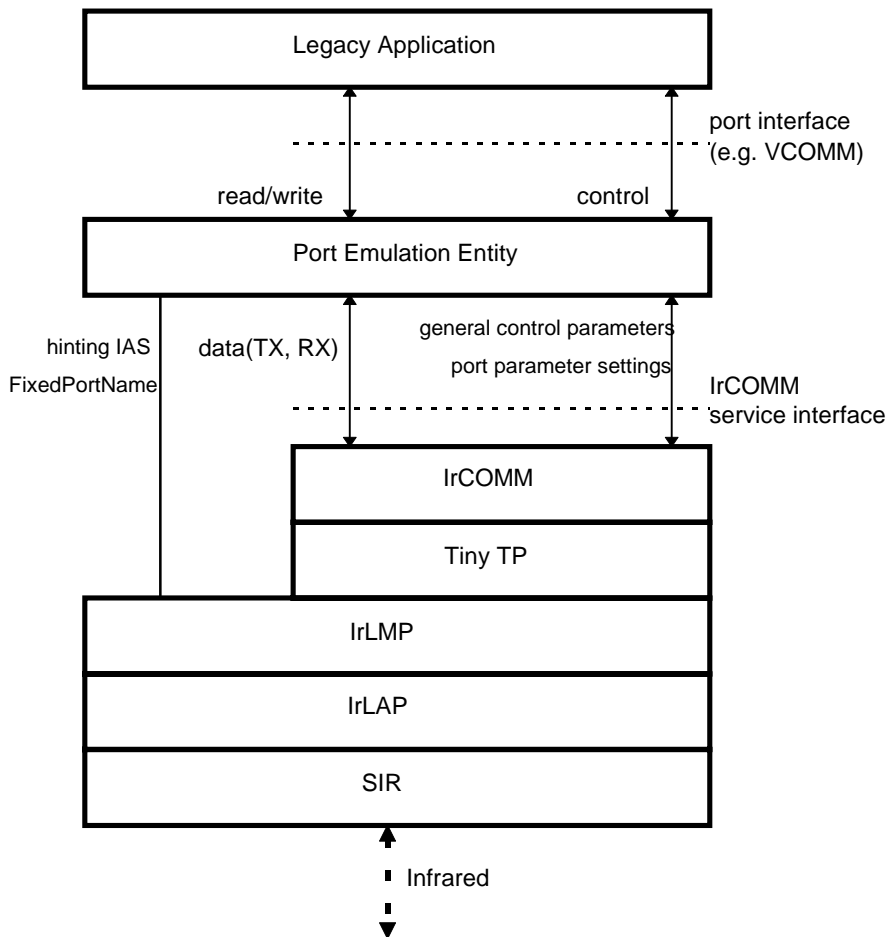 Legacy Application
port interface
(e.g. VCOMM)
read/write
control
Port Emulation Entity
hinting IAS
FixedPortName
data(TX, RX)
general control parameters
port parameter settings
IrCOMM
service interface
IrCOMM
Tiny TP
IrLMP
IrLAP
SIR
Infrared